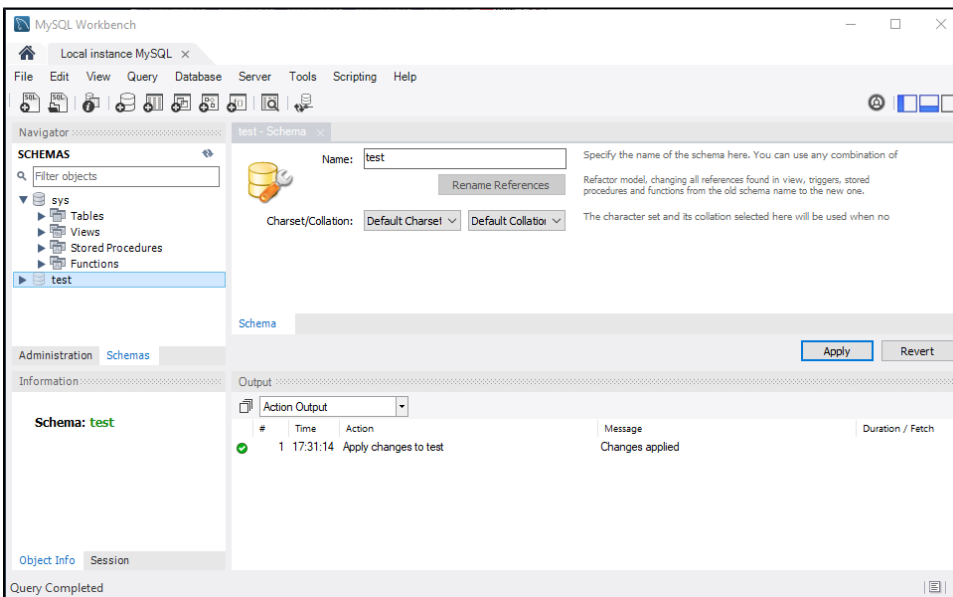 MySQL Workbench
Local instance MySQL
File Edit View Query Database Server Tools Scripting Help
SQL SQL
Navigator
SCHEMAS
Filter objects
sys
Tables
Views
Stored Procedures
Functions
test
Administration Schemas
Information
Schema: test
Object Info Session
test - Schema
Name: test Specify the name of the schema here. You can use any combination of
Rename References Refactor model, changing all references found in view, triggers, stored
procedures and functions from the old schema name to the new one.
Charset/Collation: Default Charset Default Collation The character set and its collation selected here will be used when no
Schema
Apply Revert
Output
Action Output
# Time Action Message Duration / Fetch
1 17:31:14 Apply changes to test Changes applied
Query Completed